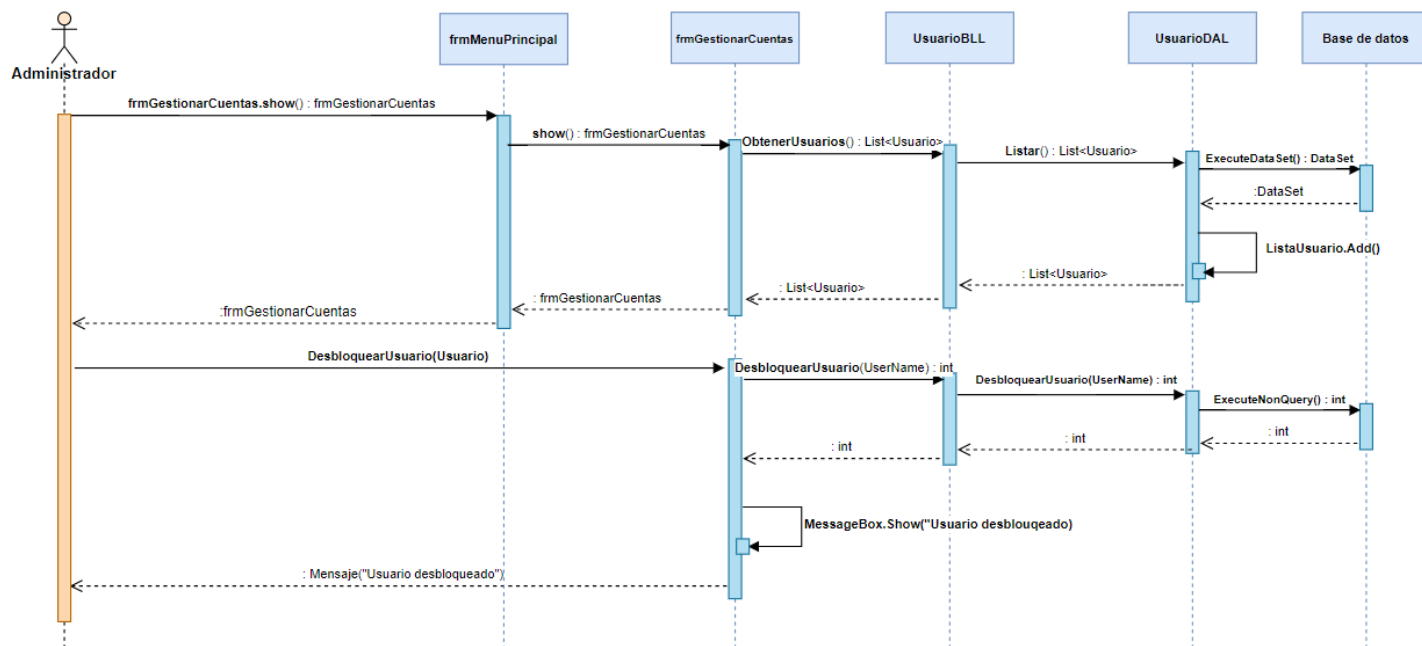 frmMenuPrincipal
frmGestionarCuentas
UsuarioBLL
UsuarioDAL
Base de datos
Administrador
frmGestionarCuentas.show() : frmGestionarCuentas
show() : frmGestionarCuentas
ObtenerUsuarios() : List<Usuario>
Listar() : List<Usuario>
ExecuteDataSet() : DataSet
:DataSet
ListaUsuario.Add()
: List<Usuario>
: List<Usuario>
: frmGestionarCuentas
:frmGestionarCuentas
DesbloquearUsuario(Usuario)
DesbloquearUsuario(UserName) : int
DesbloquearUsuario(UserName) : int
ExecuteNonQuery() : int
: int
: int
: int
MessageBox.Show("Usuario desblouqeado)
: Mensaje("Usuario desbloqueado")